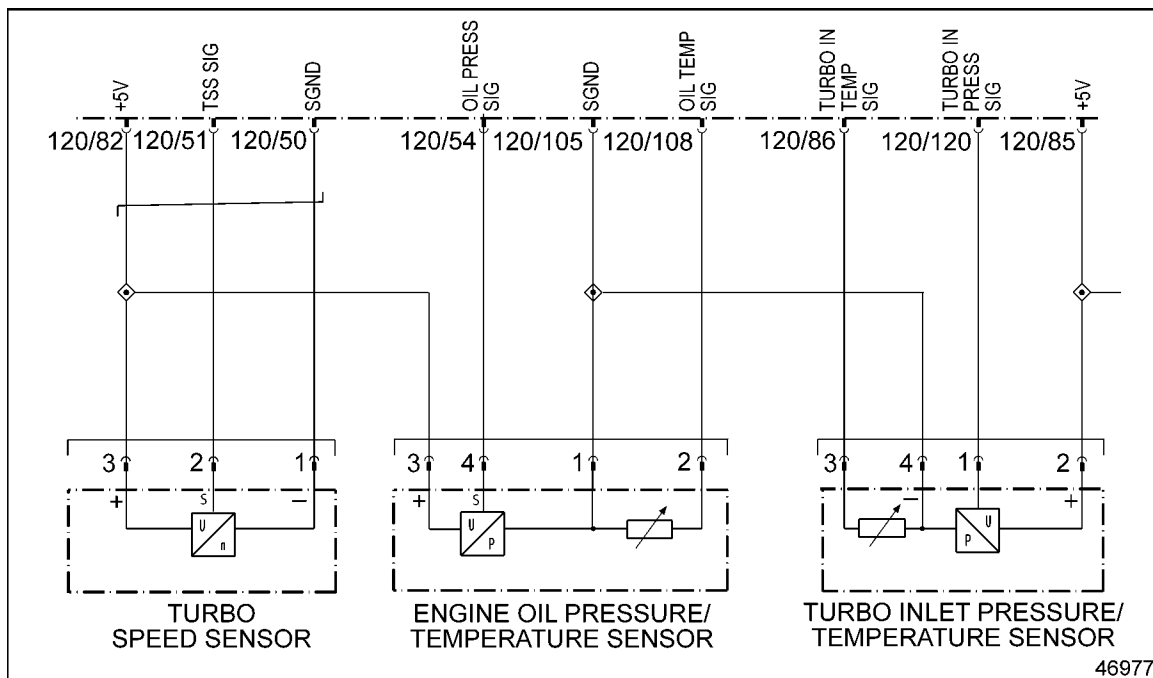 +5V
TSS SIG
SGND
OIL PRESS
SIG
SGND
OIL TEMP
SIG
TURBO IN
TEMP
SIG
TURBO IN
PRESS
SIG
+5V
120/82 120/51 120/50 120/54 120/105 120/108 120/86 120/120 120/85
3 2 1 3 4 1 2 3 4 1 2
+ S − + S − +
U n U P P U
TURBO
SPEED SENSOR
ENGINE OIL PRESSURE/
TEMPERATURE SENSOR
TURBO INLET PRESSURE/
TEMPERATURE SENSOR
46977